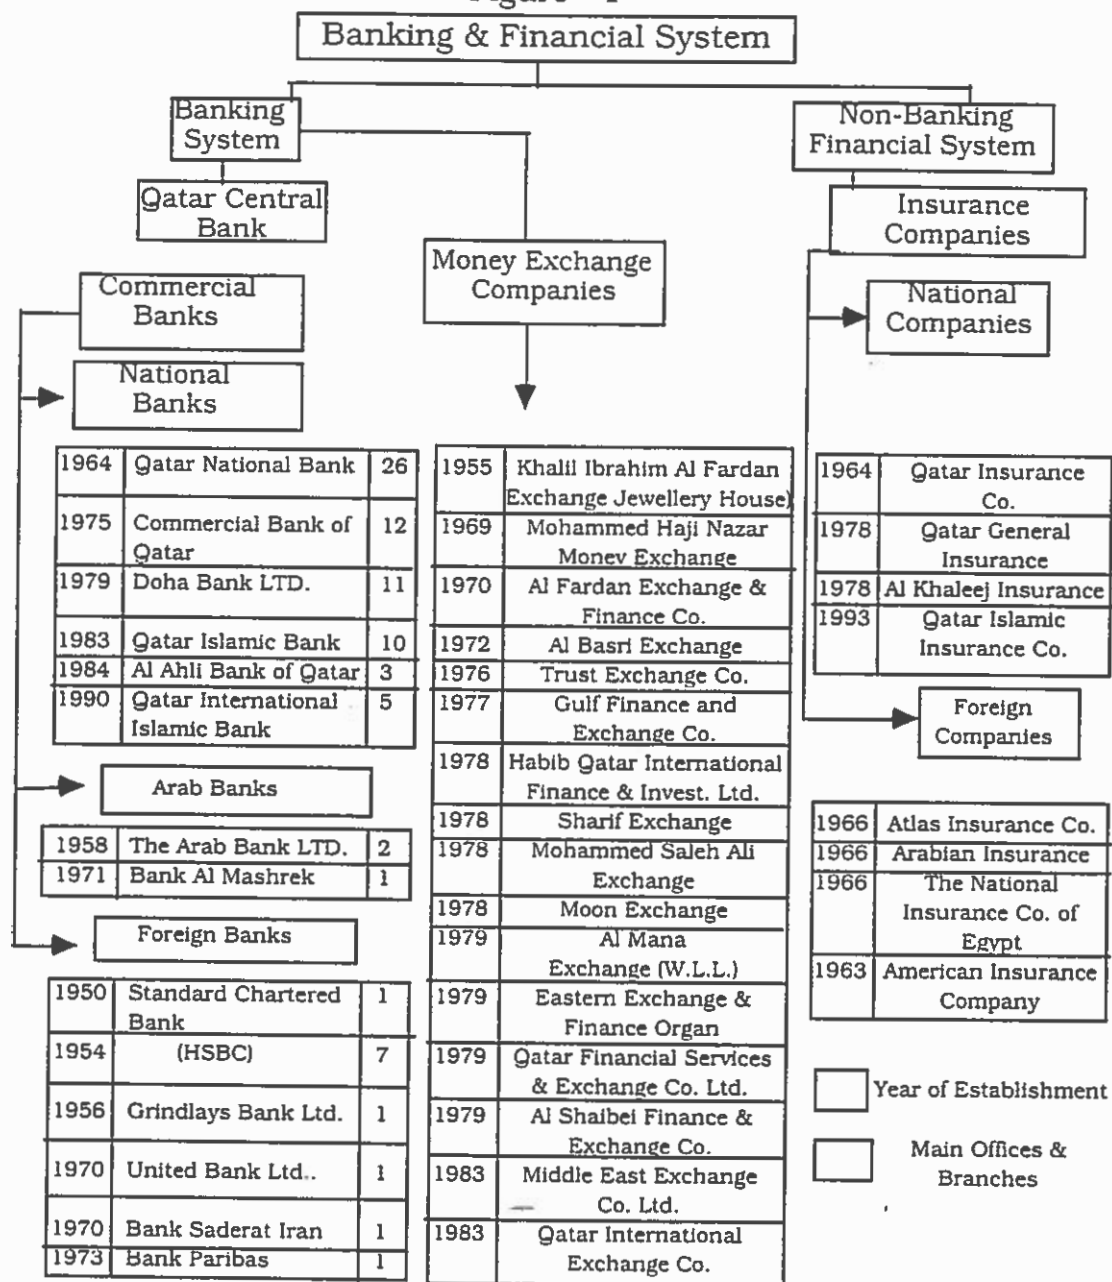 Banking & Financial System
Banking
System
Non-Banking
Financial System
Qatar Central
Bank
Insurance
Companies
Money Exchange
Companies
Commercial
Banks
National
Companies
National
Banks
1964 Qatar National Bank 26
1975 Commercial Bank of 12
Qatar
1979 Doha Bank LTD. 11
1983 Qatar Islamic Bank 10
1984 Al Ahli Bank of Qatar 3
1990 Qatar International 5
Islamic Bank
Arab Banks
1958 The Arab Bank LTD. 2
1971 Bank Al Mashrek 1
Foreign Banks
1950 Standard Chartered 1
Bank
1954 (HSBC) 7
1956 Grindlays Bank Ltd. 1
1970 United Bank Ltd.. 1
1970 Bank Saderat Iran 1
1973 Bank Paribas 1
1955 Khalil Ibrahim Al Fardan
Exchange Jewellery House)
1969 Mohammed Haji Nazar
Money Exchange
1970 Al Fardan Exchange &
Finance Co.
1972 Al Basri Exchange
1976 Trust Exchange Co.
1977 Gulf Finance and
Exchange Co.
1978 Habib Qatar International
Finance & Invest. Ltd.
1978 Sharif Exchange
1978 Mohammed Saleh Ali
Exchange
1978 Moon Exchange
1979 Al Mana
Exchange (W.L.L.)
1979 Eastern Exchange &
Finance Organ
1979 Qatar Financial Services
& Exchange Co. Ltd.
1979 Al Shaibei Finance &
Exchange Co.
1983 Middle East Exchange
Co. Ltd.
1983 Qatar International
Exchange Co.
1964 Qatar Insurance
Co.
1978 Qatar General
Insurance
1978 Al Khaleej Insurance
1993 Qatar Islamic
Insurance Co.
Foreign
Companies
1966 Atlas Insurance Co.
1966 Arabian Insurance
1966 The National
Insurance Co. of
Egypt
1963 American Insurance
Company
Year of Establishment
Main Offices &
Branches